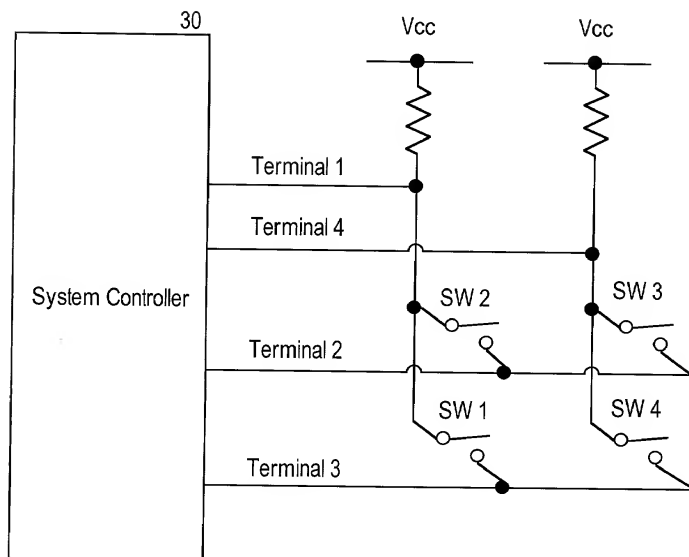 30
Vcc
Vcc
Terminal 1
Terminal 4
System Controller
SW 2
SW 3
Terminal 2
SW 1
SW 4
Terminal 3